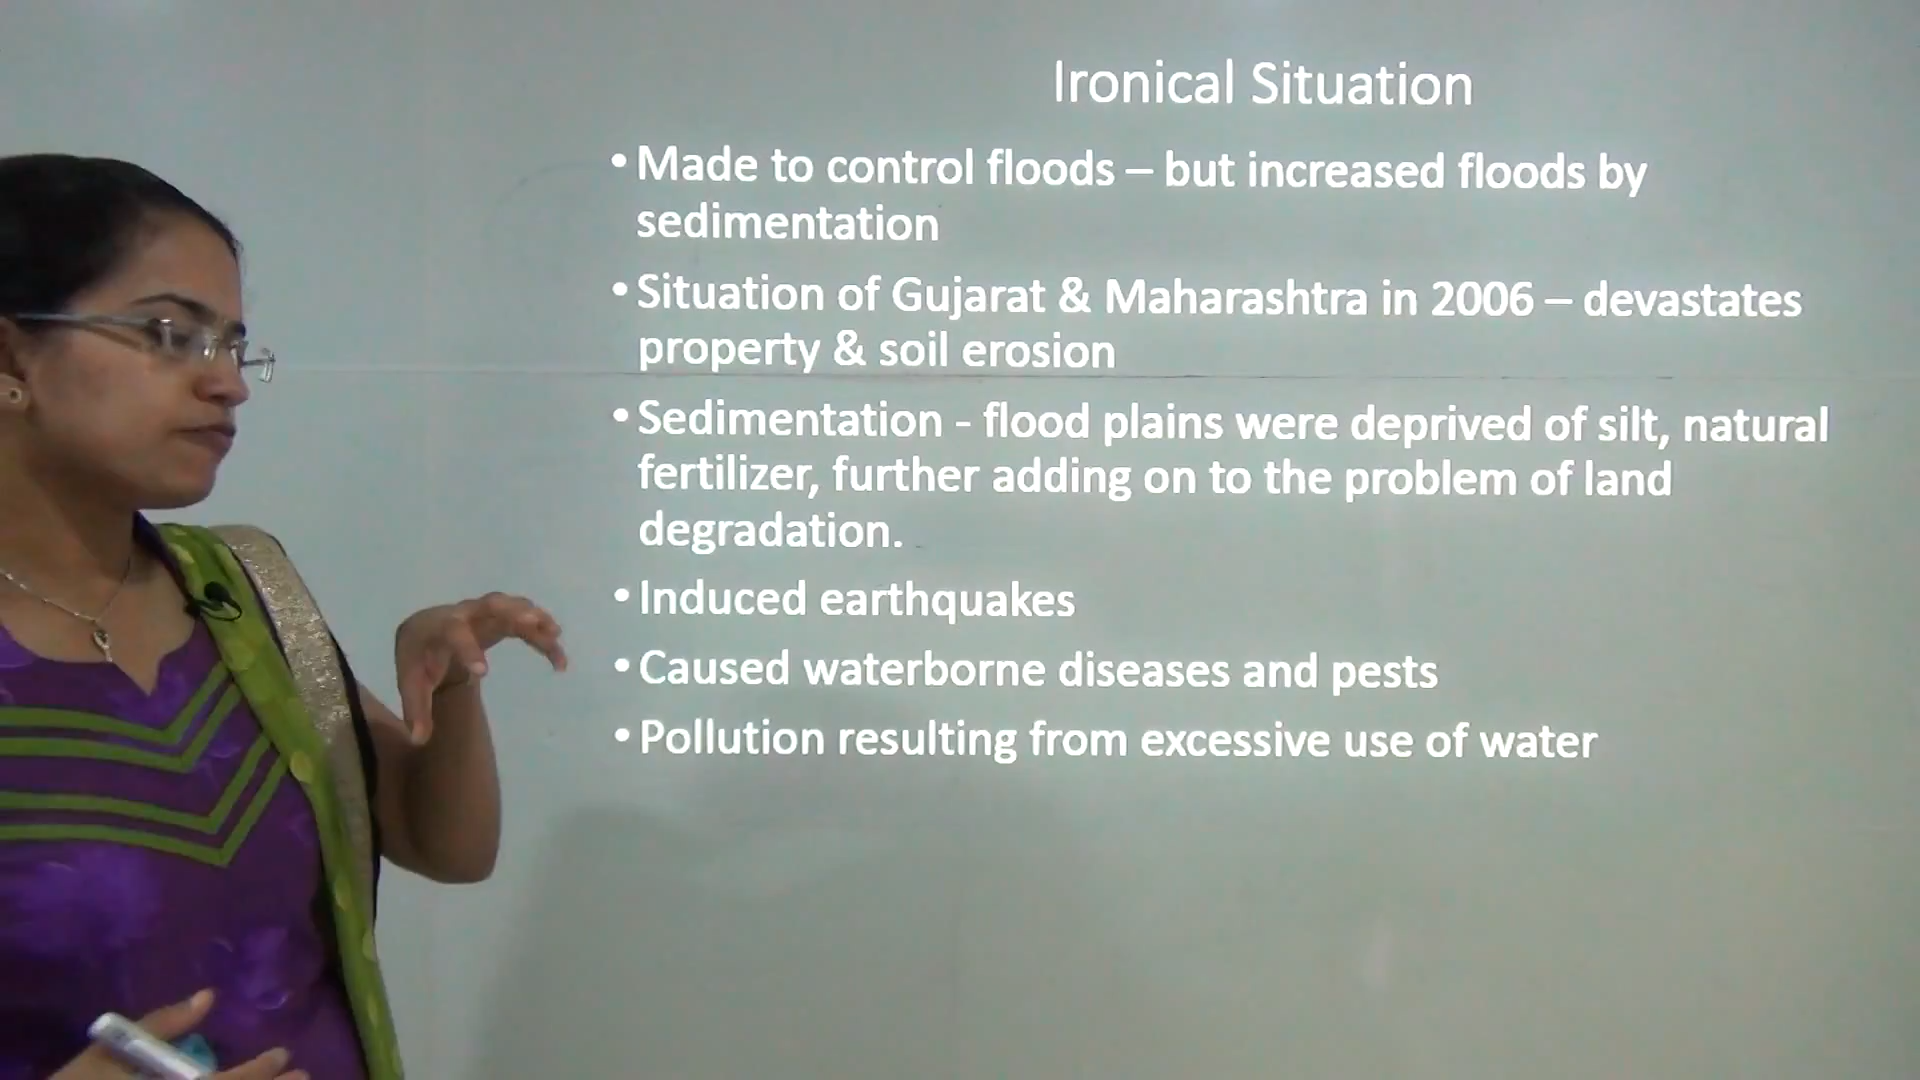 Ironical Situation
• Made to control floods – but increased floods by
sedimentation
• Situation of Gujarat & Maharashtra in 2006 – devastates
property & soil erosion
• Sedimentation - flood plains were deprived of silt, natural
fertilizer, further adding on to the problem of land
degradation.
• Induced earthquakes
• Caused waterborne diseases and pests
• Pollution resulting from excessive use of water